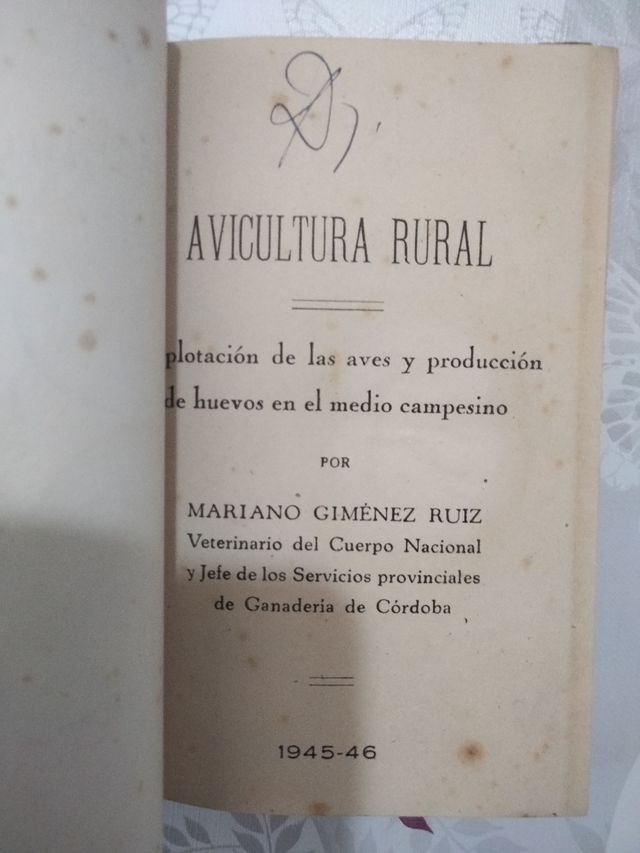 AVICULTURA RURAL
plotación de las aves y producción
de huevos en el medio campesino
POR
MARIANO GIMÉNEZ RUIZ
Veterinario del Cuerpo Nacional
y Jefe de los Servicios provinciales
de Ganadería de Córdoba
1945-46